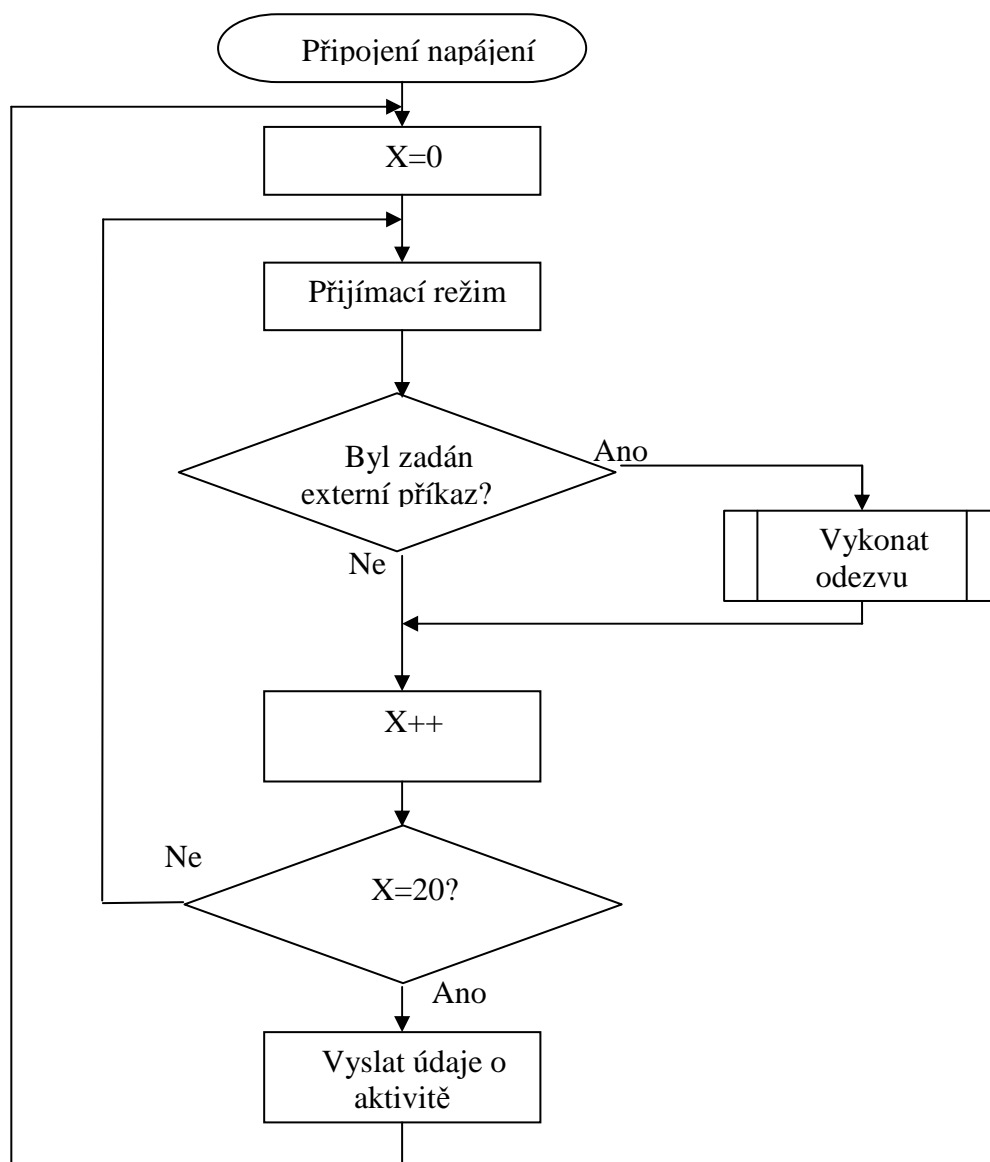 Připojení napájení
X=0
Přijímací režim
Byl zadán
externí příkaz?
Ano
Ne
Vykonat
odezvu
X++
Ne
X=20?
Ano
Vyslat údaje o
aktivitě